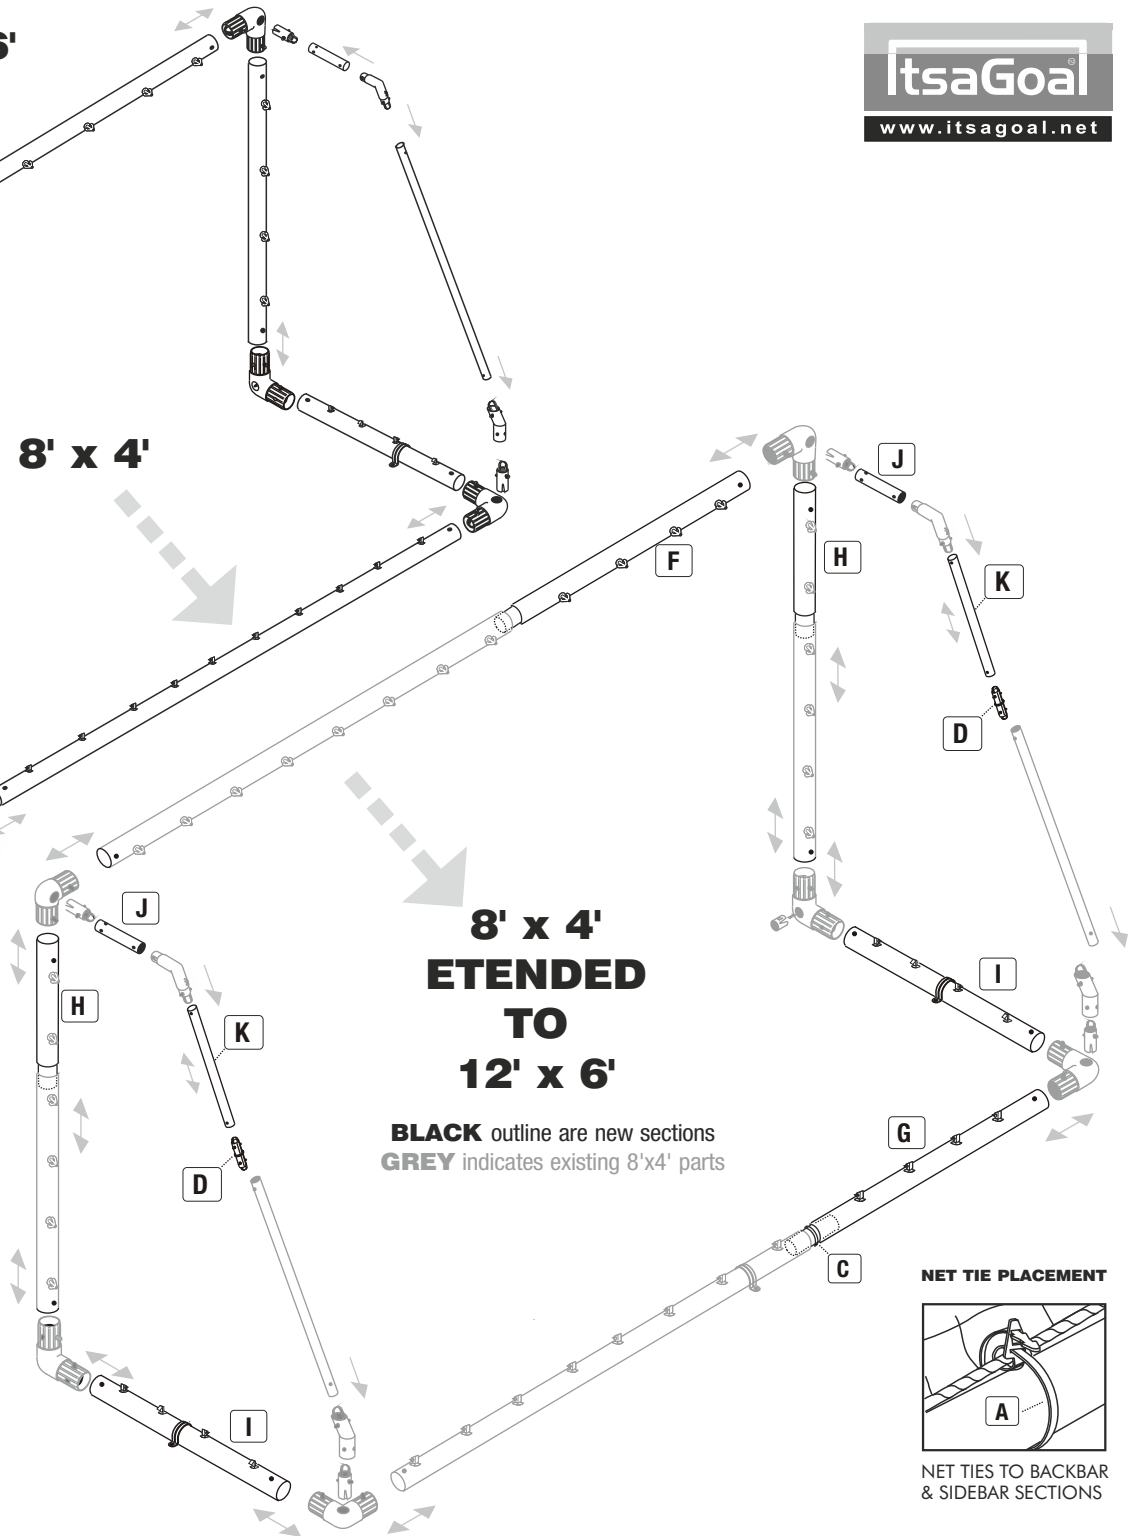 6'
ItsaGoal
www.itsagoal.net
8' x 4'
J
H
F
K
D
J
8' x 4'
ETENDED
TO
12' x 6'
I
H
K
BLACK outline are new sections
GREY indicates existing 8'x4' parts
G
D
C
NET TIE PLACEMENT
A
I
NET TIES TO BACKBAR
& SIDEBAR SECTIONS